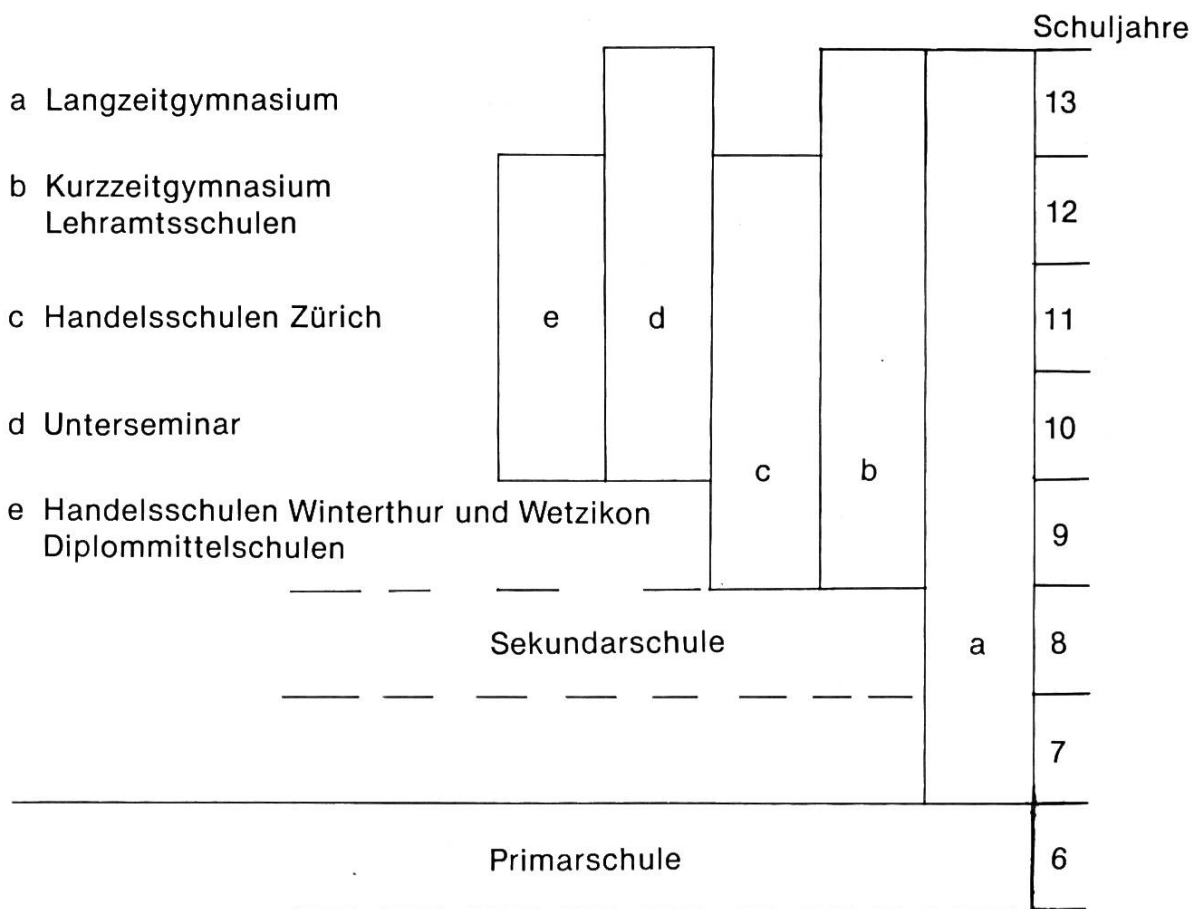 Schuljahre
a Langzeitgymnasium
b Kurzzeitgymnasium
Lehramtsschulen
c Handelsschulen Zürich
d Unterseminar
e Handelsschulen Winterthur und Wetzikon
Diplommittelschulen
e
d
c
b
a
13
12
11
10
9
8
7
6
Sekundarschule
Primarschule